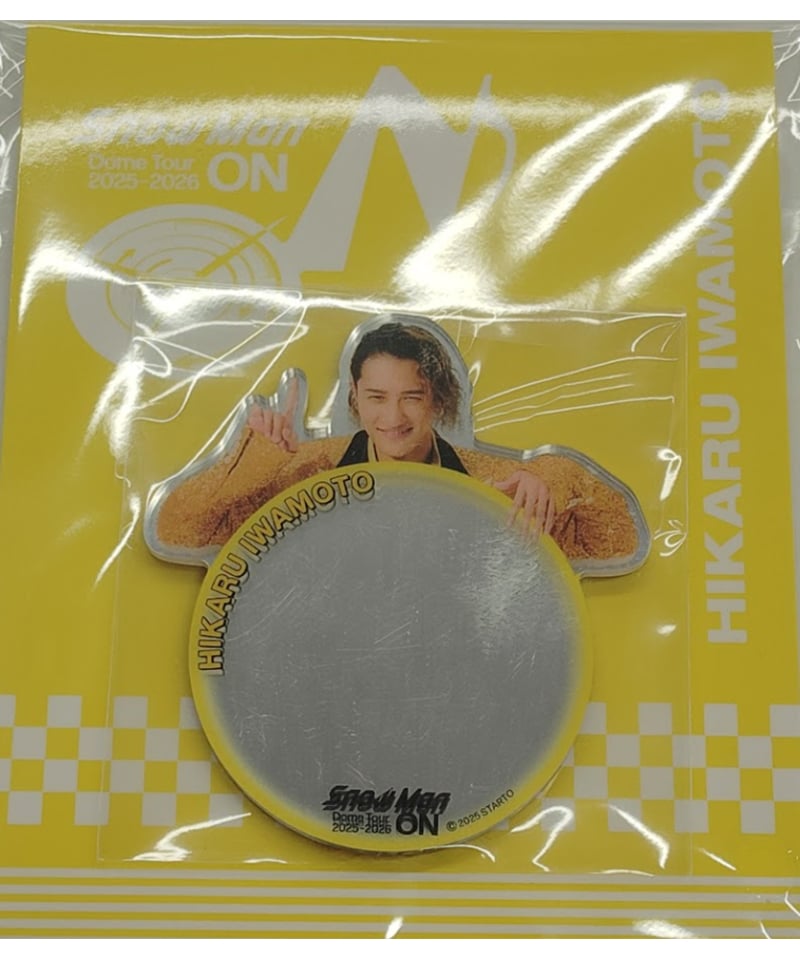 Snow Man
Dome Tour
2025-2026 ON
HIKARU IWAMOTO
HIKARU IWAMOTO
Snow Man
Dome Tour
2025-2026 ON
©2025 STARTO